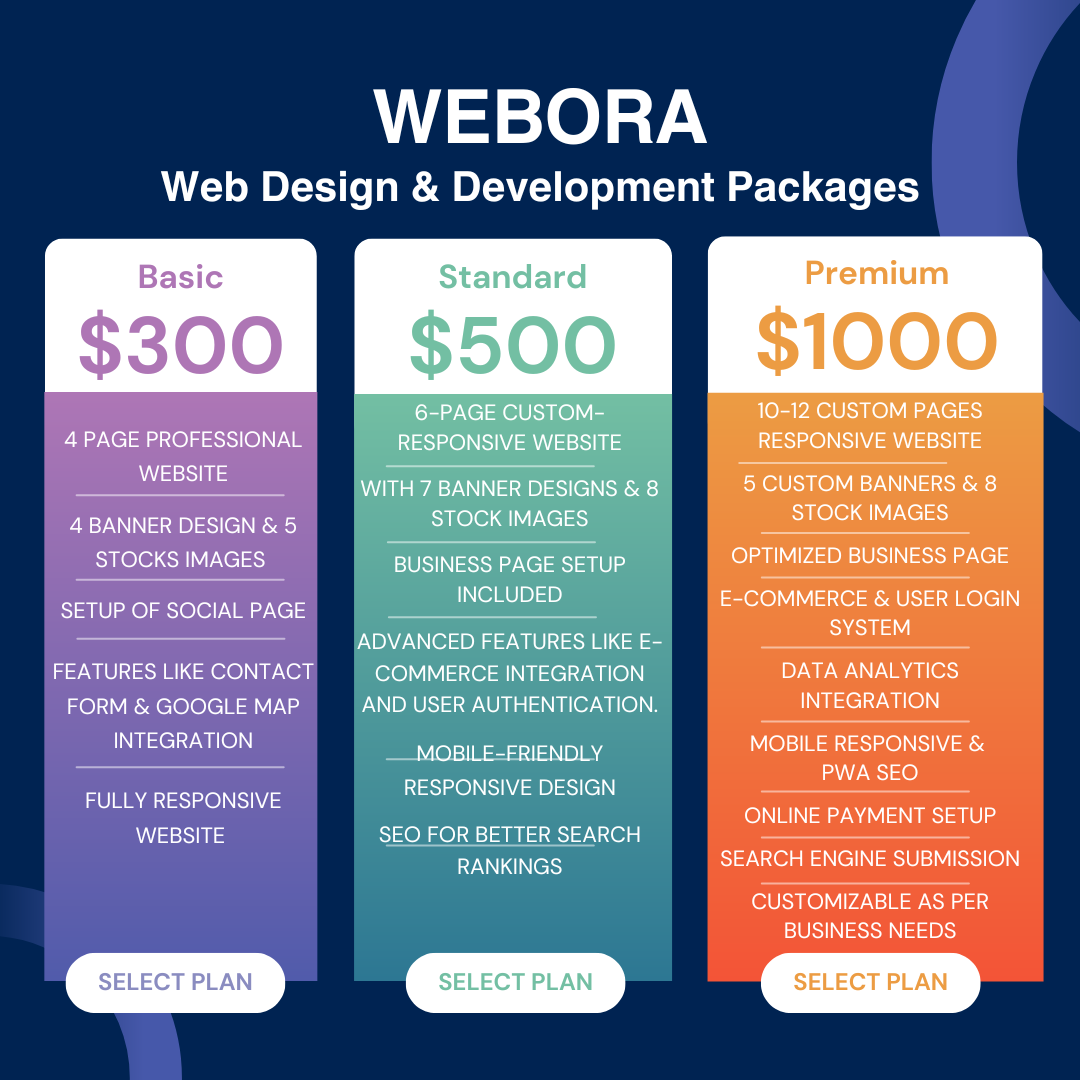 WEBORA
Web Design & Development Packages
Basic
$300
4 PAGE PROFESSIONAL
WEBSITE
4 BANNER DESIGN & 5
STOCKS IMAGES
SETUP OF SOCIAL PAGE
FEATURES LIKE CONTACT
FORM & GOOGLE MAP
INTEGRATION
FULLY RESPONSIVE
WEBSITE
SELECT PLAN
Standard
$500
6-PAGE CUSTOM-
RESPONSIVE WEBSITE
WITH 7 BANNER DESIGNS & 8
STOCK IMAGES
BUSINESS PAGE SETUP
INCLUDED
ADVANCED FEATURES LIKE E-
COMMERCE INTEGRATION
AND USER AUTHENTICATION.
MOBILE-FRIENDLY
RESPONSIVE DESIGN
SEO FOR BETTER SEARCH
RANKINGS
SELECT PLAN
Premium
$1000
10-12 CUSTOM PAGES
RESPONSIVE WEBSITE
5 CUSTOM BANNERS & 8
STOCK IMAGES
OPTIMIZED BUSINESS PAGE
E-COMMERCE & USER LOGIN
SYSTEM
DATA ANALYTICS
INTEGRATION
MOBILE RESPONSIVE &
PWA SEO
ONLINE PAYMENT SETUP
SEARCH ENGINE SUBMISSION
CUSTOMIZABLE AS PER
BUSINESS NEEDS
SELECT PLAN